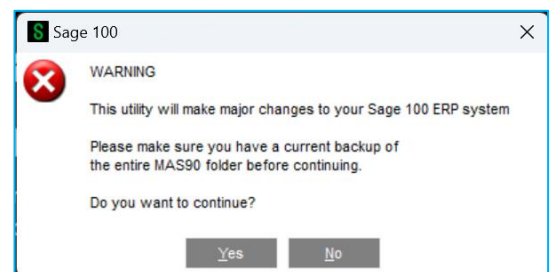 Sage 100
WARNING
This utility will make major changes to your Sage 100 ERP system
Please make sure you have a current backup of
the entire MAS90 folder before continuing.
Do you want to continue?
Yes
No